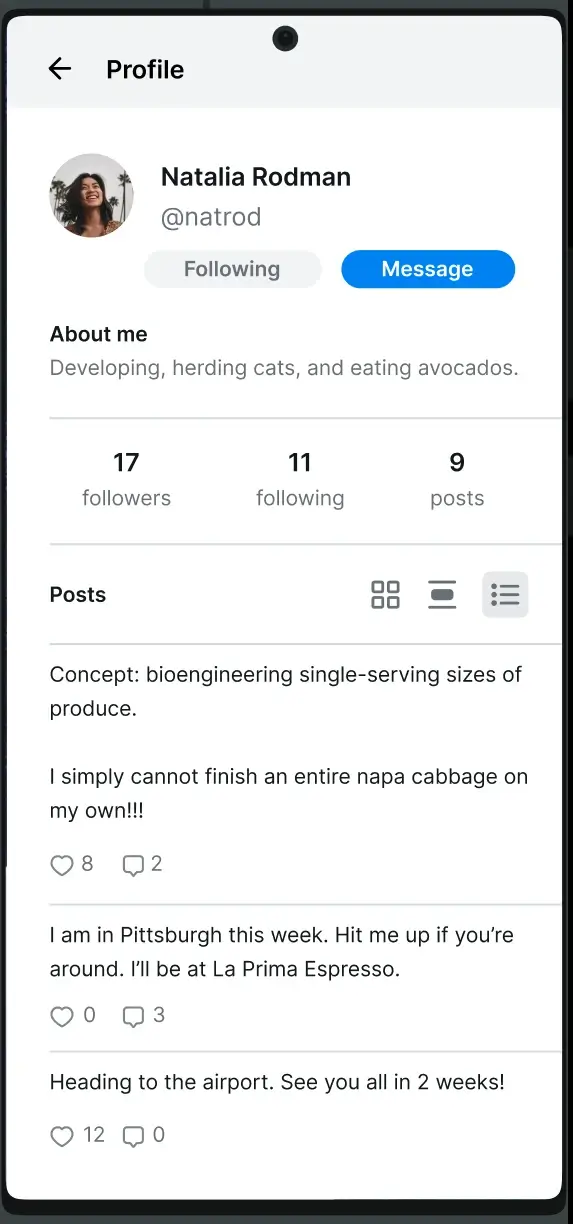 Profile
Natalia Rodman
@natrod
Following
Message
About me
Developing, herding cats, and eating avocados.
17
followers
11
following
9
posts
Posts
Concept: bioengineering single-serving sizes of
produce.
I simply cannot finish an entire napa cabbage on
my own!!!
8
2
I am in Pittsburgh this week. Hit me up if you’re
around. I’ll be at La Prima Espresso.
0
3
Heading to the airport. See you all in 2 weeks!
12
0